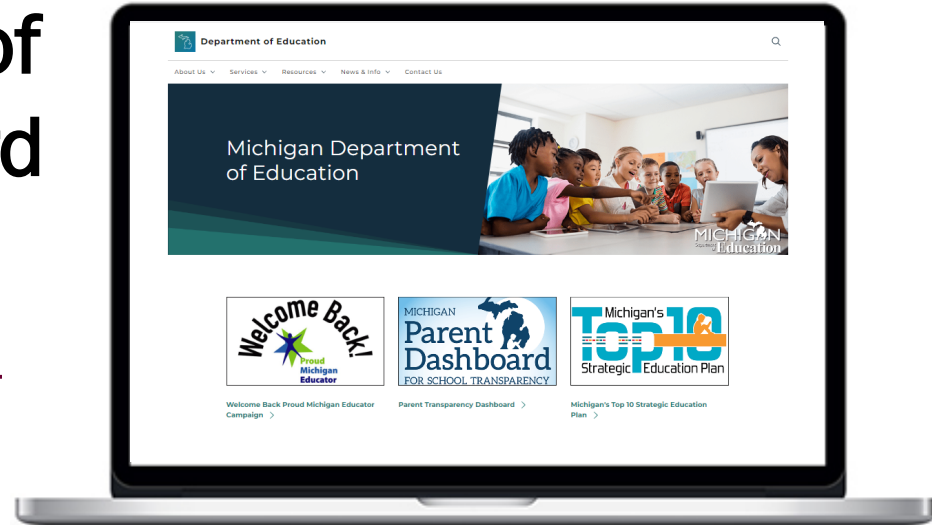 of
rd
Department of Education
About Us
Services
Resources
News & Info
Contact Us
Michigan Department
of Education
MICHIGAN
Education
Welcome Back!
Proud
Michigan
Educator
MICHIGAN
Parent
Dashboard
FOR SCHOOL TRANSPARENCY
Michigan's
Top 10
Strategic Education Plan
Welcome Back Proud Michigan Educator
Campaign >
Parent Transparency Dashboard >
Michigan's Top 10 Strategic Education
Plan >